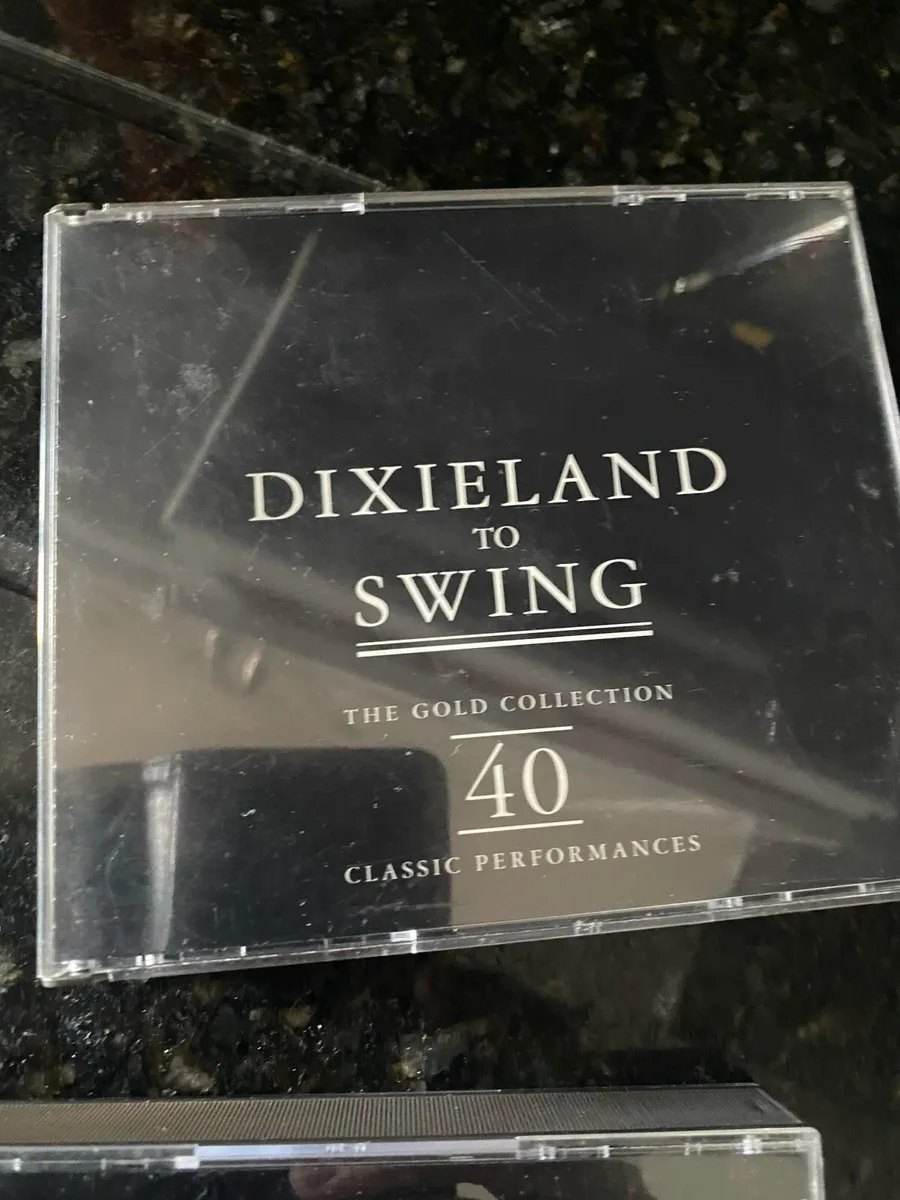 DIXIELAND
TO
SWING
THE GOLD COLLECTION
40
CLASSIC PERFORMANCES